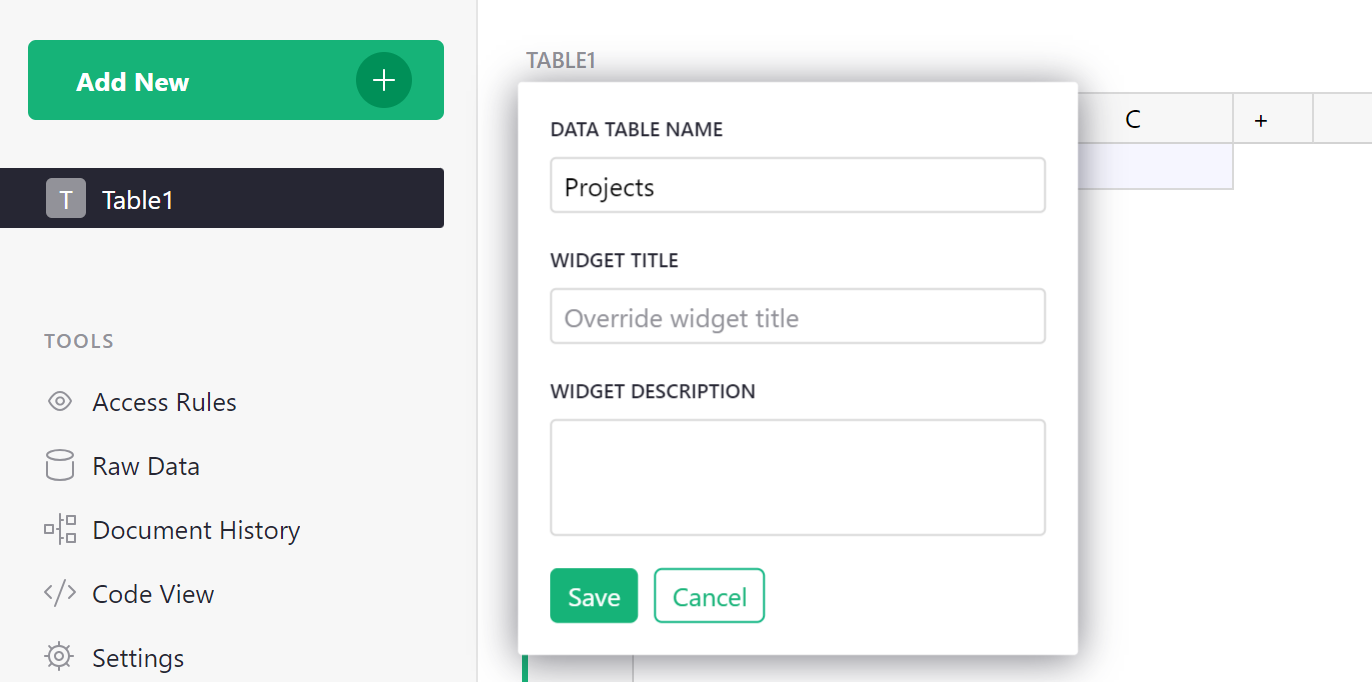 Add New
T Table1
TOOLS
Access Rules
Raw Data
Document History
Code View
Settings
TABLE1
C +
DATA TABLE NAME
Projects
WIDGET TITLE
Override widget title
WIDGET DESCRIPTION
Save Cancel